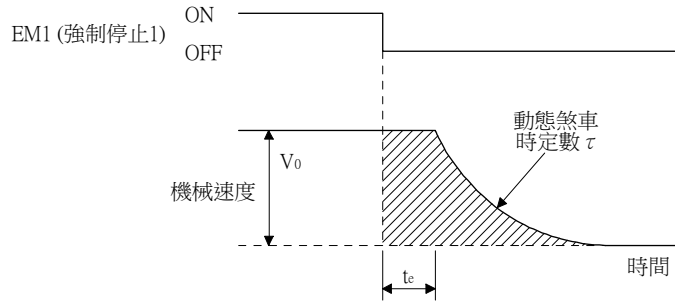 ON
EM1 (強制停止1)
OFF
動態煞車
時定數 τ
V0
機械速度
時間
te